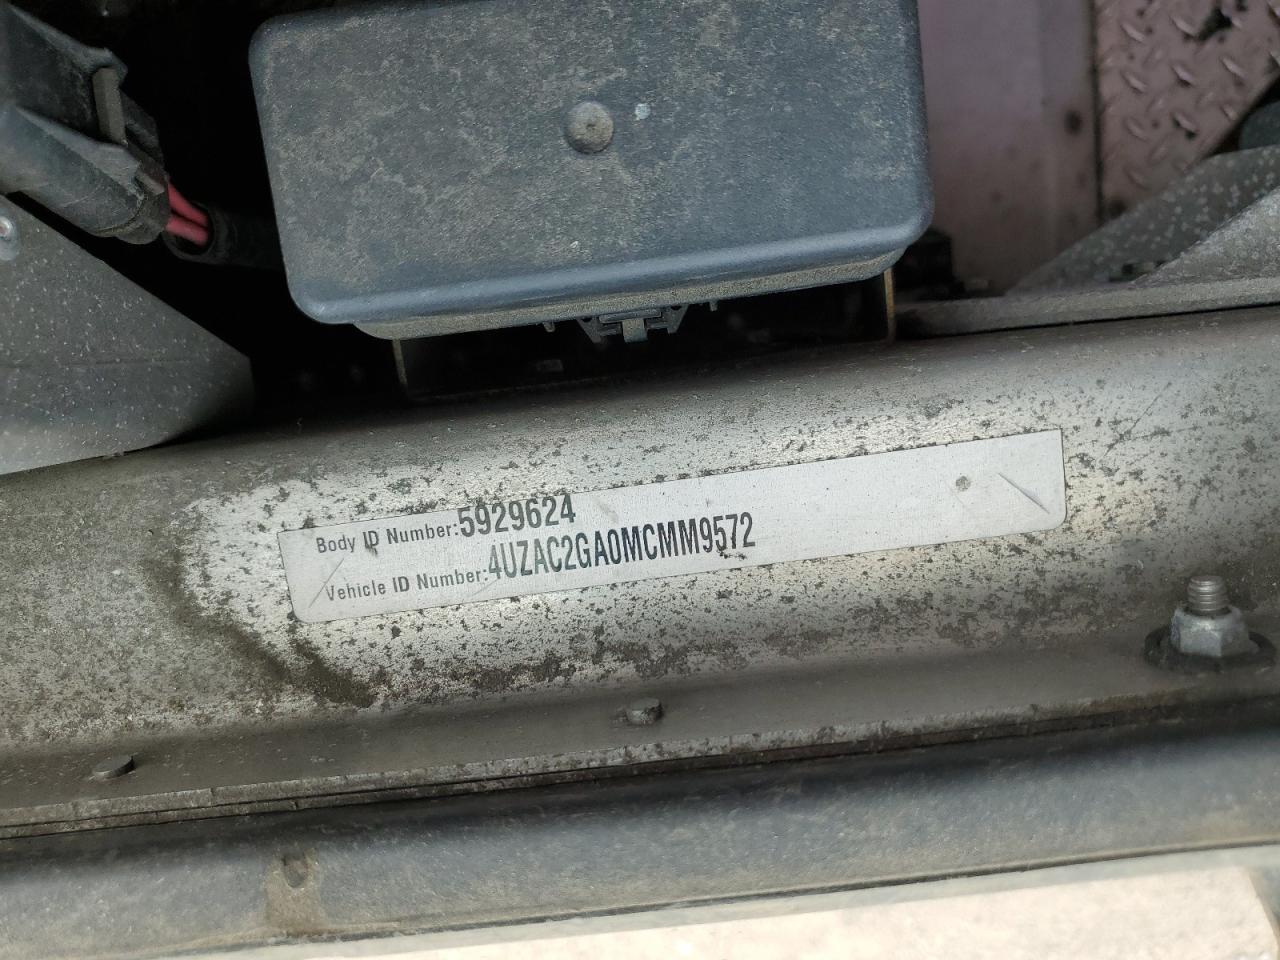 Body ID Number:5929624
Vehicle ID Number:4UZAC2GA0MCMM9572